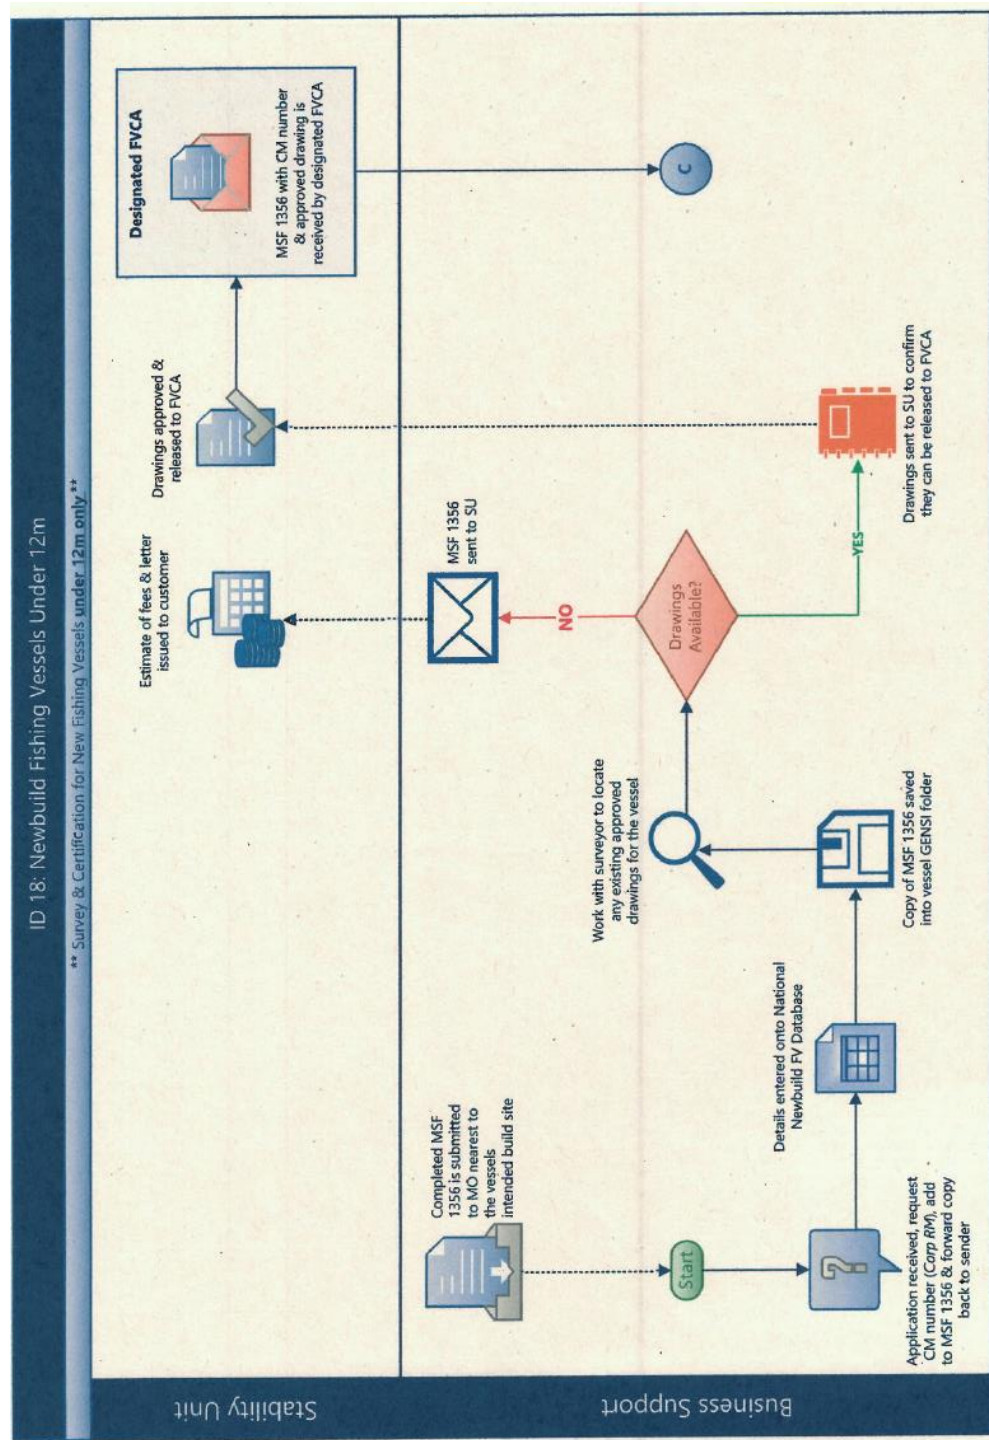 ID 18: Newbuild Fishing Vessels Under 12m
** Survey & Certification for New Fishing Vessels under 12m only **
Stability Unit
Estimate of fees & letter
issued to customer
Drawings approved &
released to FVCA
Designated FVCA
MSF 1356 with CM number
& approved drawing is
received by designated FVCA
Business Support
Completed MSF
1356 is submitted
to MO nearest to
the vessels
intended build site
Start
?
Application received, request
CM number (Corp RM), add
to MSF 1356 & forward copy
back to sender
Details entered onto National
Newbuild FV Database
Copy of MSF 1356 saved
into vessel GENSI folder
Work with surveyor to locate
any existing approved
drawings for the vessel
Drawings
Available?
NO
MSF 1356
sent to SU
YES
Drawings sent to SU to confirm
they can be released to FVCA
C